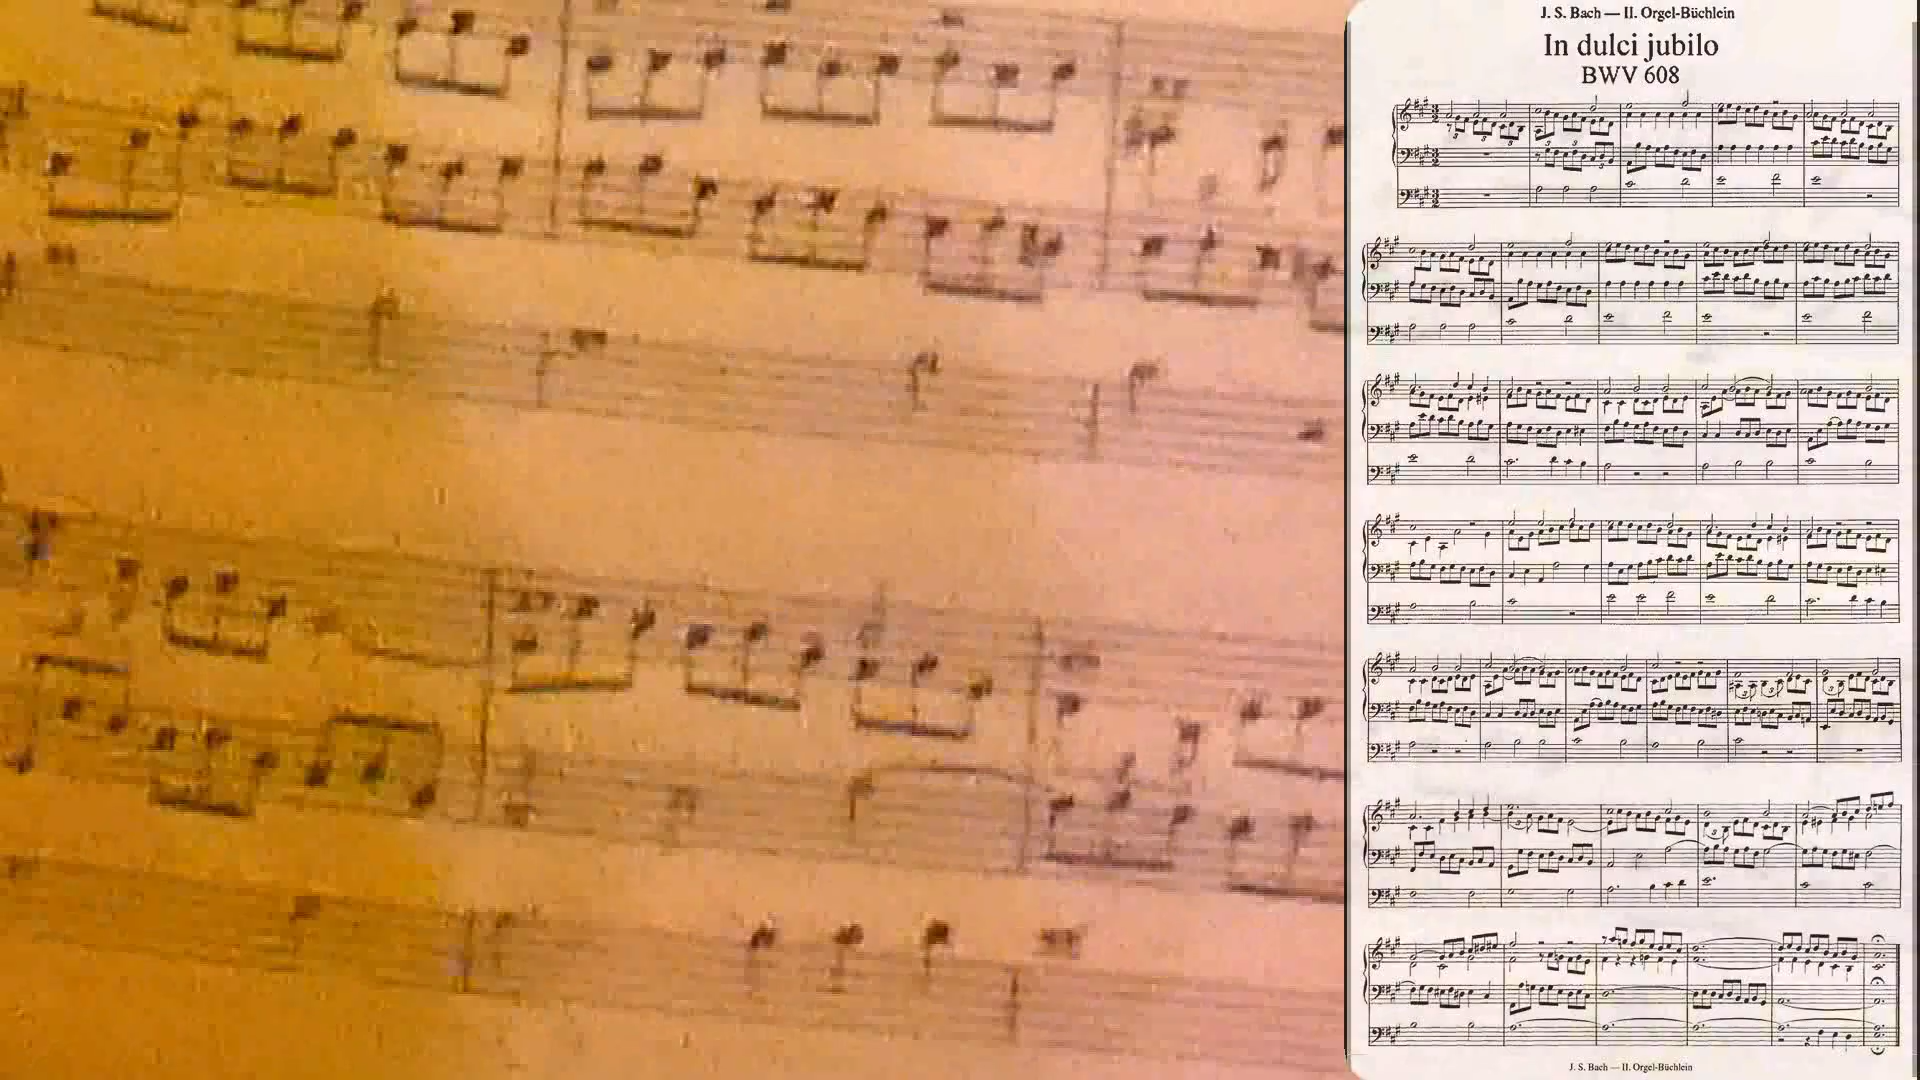 J. S. Bach — II. Orgel-Büchlein
In dulci jubilo
BWV 608
J. S. Bach — II. Orgel-Büchlein